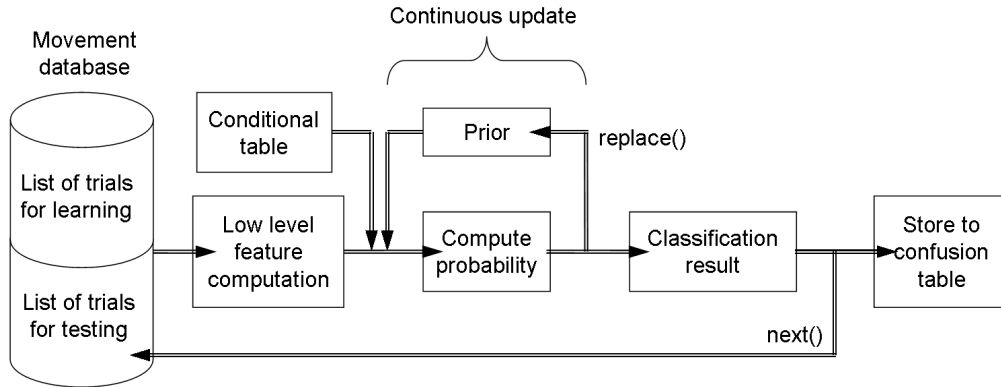 Continuous update
Movement
database
Conditional
table
Prior
replace()
List of trials
for learning
Low level
feature
computation
Compute
probability
Classification
result
Store to
confusion
table
List of trials
for testing
next()